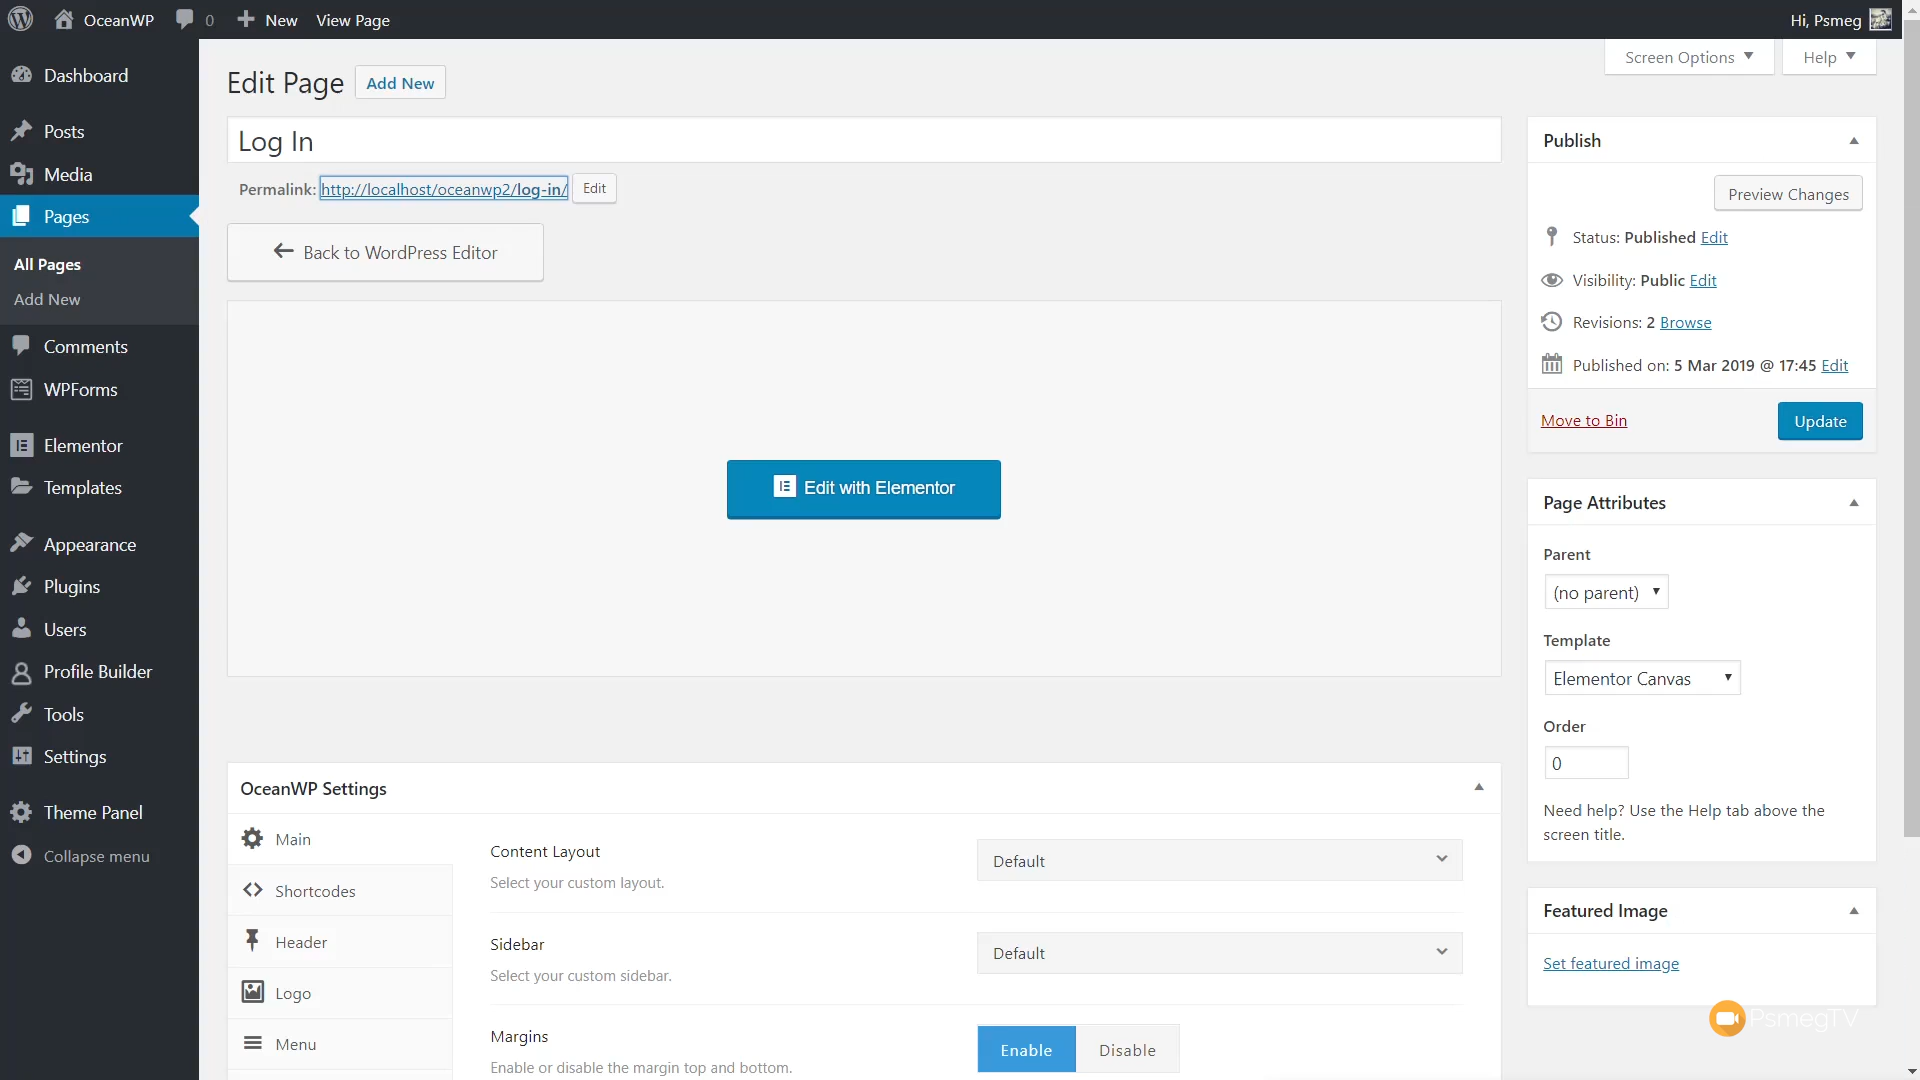 OceanWP 0 New View Page Hi, Psmeg
Screen Options Help
Dashboard
Posts
Media
Pages
All Pages
Add New
Comments
WPForms
Elementor
Templates
Appearance
Plugins
Users
Profile Builder
Tools
Settings
Theme Panel
Collapse menu
Edit Page Add New
Log In
Permalink: http://localhost/oceanwp2/log-in/ Edit
Back to WordPress Editor
Edit with Elementor
OceanWP Settings
Main
Shortcodes
Header
Logo
Menu
Content Layout
Select your custom layout.
Default
Sidebar
Select your custom sidebar.
Default
Margins
Enable or disable the margin top and bottom.
Enable Disable
Publish
Preview Changes
Status: Published Edit
Visibility: Public Edit
Revisions: 2 Browse
Published on: 5 Mar 2019 @ 17:45 Edit
Move to Bin Update
Page Attributes
Parent
(no parent)
Template
Elementor Canvas
Order
0
Need help? Use the Help tab above the
screen title.
Featured Image
Set featured image
PsmegTV